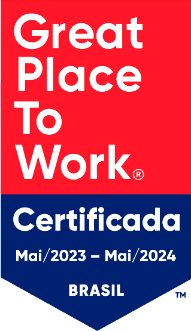 Great
Place
To
Work®
Certificada
Mai/2023 – Mai/2024
BRASIL
™